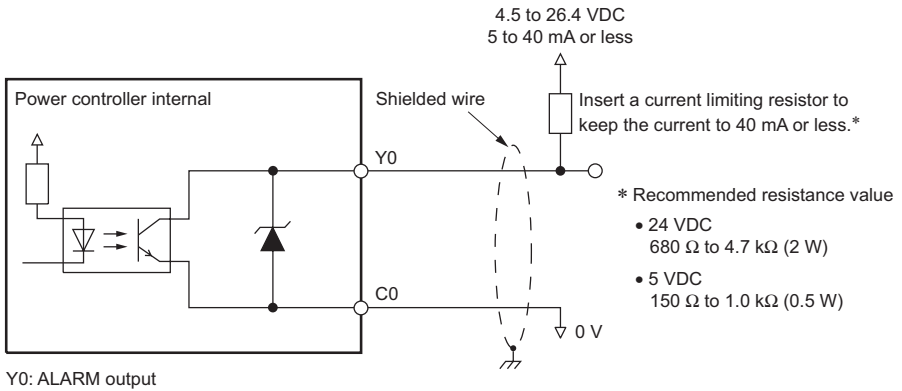 4.5 to 26.4 VDC
5 to 40 mA or less
Power controller internal
Shielded wire
Insert a current limiting resistor to
keep the current to 40 mA or less.*
Y0
* Recommended resistance value
• 24 VDC
680 Ω to 4.7 kΩ (2 W)
• 5 VDC
150 Ω to 1.0 kΩ (0.5 W)
C0
0 V
Y0: ALARM output